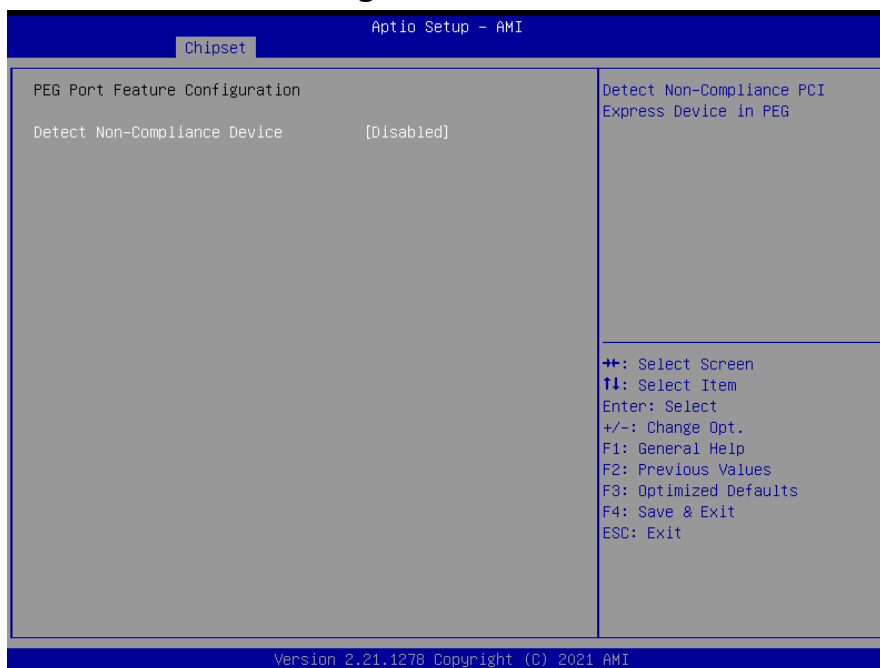 Aptio Setup – AMI
Chipset
PEG Port Feature Configuration
Detect Non-Compliance Device [Disabled]
Detect Non-Compliance PCI
Express Device in PEG
→←: Select Screen
↑↓: Select Item
Enter: Select
+/-: Change Opt.
F1: General Help
F2: Previous Values
F3: Optimized Defaults
F4: Save & Exit
ESC: Exit
Version 2.21.1278 Copyright (C) 2021 AMI